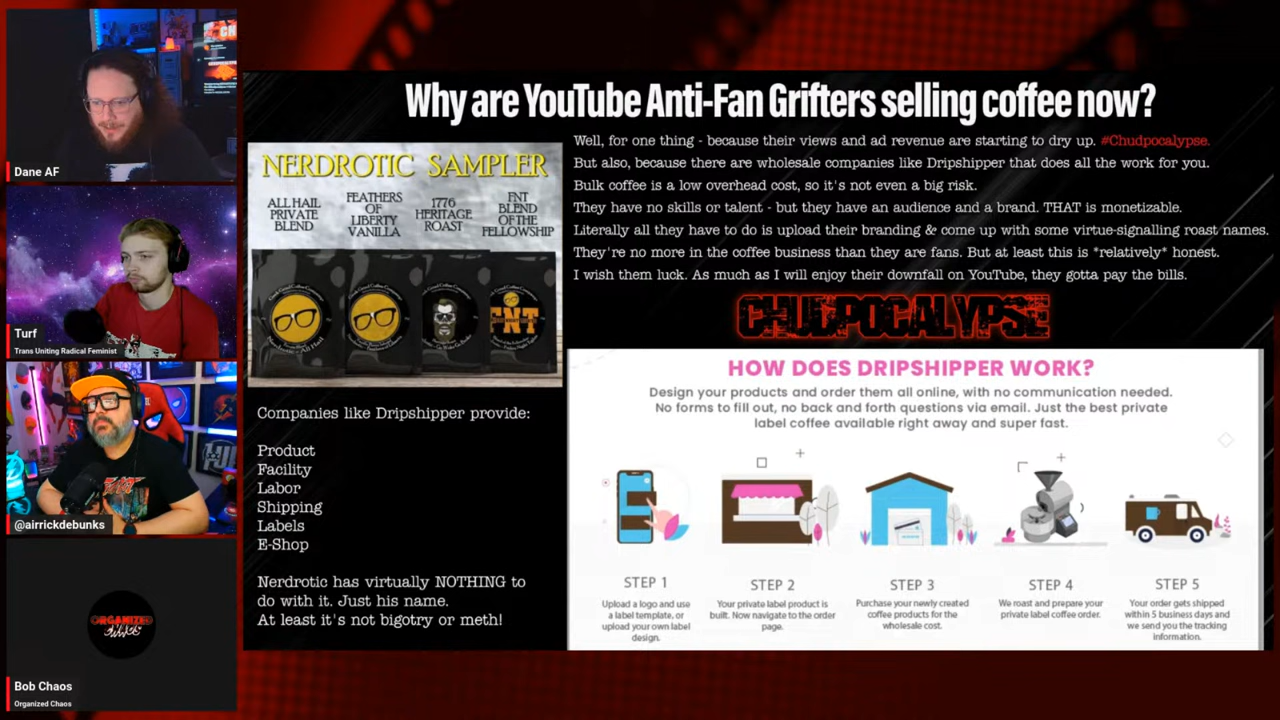 Dane AF
Turf
Trans Uniting Radical Feminist
@airrickdebunks
ORGANIZED
Bob Chaos
Organized Chaos
Why are YouTube Anti-Fan Grifters selling coffee now?
NERDROTIC SAMPLER
ALL HAIL
PRIVATE
BLEND
FEATHERS
OF
LIBERTY
VANILLA
1776
HERITAGE
ROAST
FNT
BLEND
OF THE
FELLOWSHIP
FNT
Well, for one thing - because their views and ad revenue are starting to dry up. #Chudpocalypse.
But also, because there are wholesale companies like Dripshipper that does all the work for you.
Bulk coffee is a low overhead cost, so it's not even a big risk.
They have no skills or talent - but they have an audience and a brand. THAT is monetizable.
Literally all they have to do is upload their branding & come up with some virtue-signalling roast names.
They're no more in the coffee business than they are fans. But at least this is *relatively* honest.
I wish them luck. As much as I will enjoy their downfall on YouTube, they gotta pay the bills.
CHUDPOCALYPSE
Companies like Dripshipper provide:
Product
Facility
Labor
Shipping
Labels
E-Shop
Nerdrotic has virtually NOTHING to
do with it. Just his name.
At least it's not bigotry or meth!
HOW DOES DRIPSHIPPER WORK?
Design your products and order them all online, with no communication needed.
No forms to fill out, no back and forth questions via email. Just the best private
label coffee available right away and super fast.
STEP 1
Upload a logo and use
a label template, or
upload your own label
design.
STEP 2
Your private label product is
built. Now navigate to the order
page.
STEP 3
Purchase your newly created
coffee products for the
wholesale cost.
STEP 4
We roast and prepare your
private label coffee order.
STEP 5
Your order gets shipped
within 5 business days and
we send you the tracking
information.